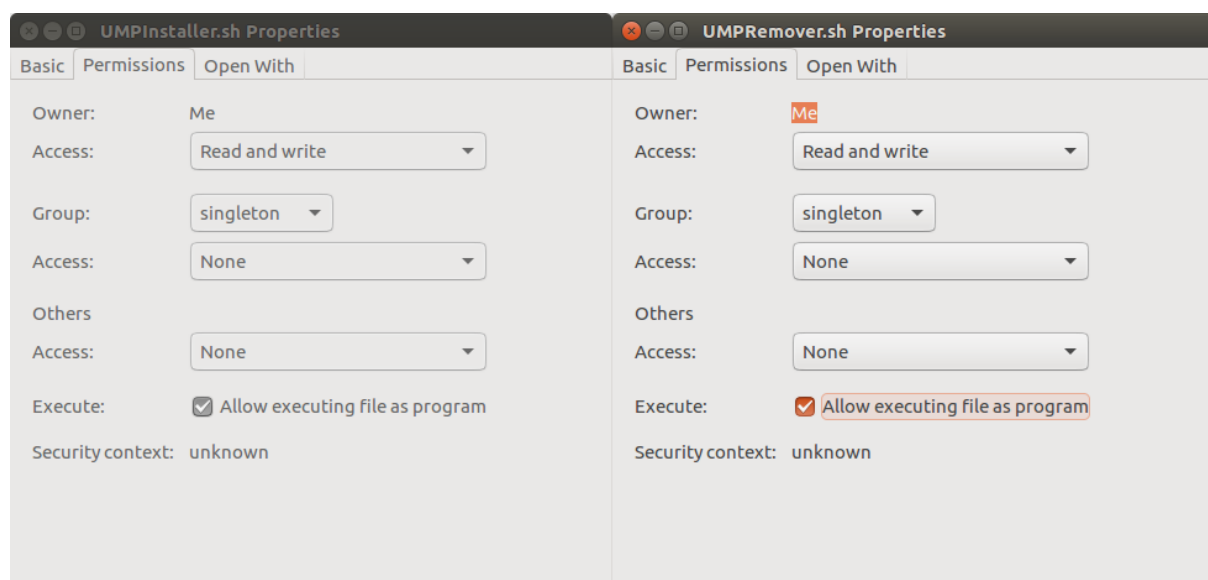 UMPInstaller.sh Properties
Basic Permissions Open With
Owner: Me
Access: Read and write
Group: singleton
Access: None
Others
Access: None
Execute: Allow executing file as program
Security context: unknown
UMPRemover.sh Properties
Basic Permissions Open With
Owner: Me
Access: Read and write
Group: singleton
Access: None
Others
Access: None
Execute: Allow executing file as program
Security context: unknown